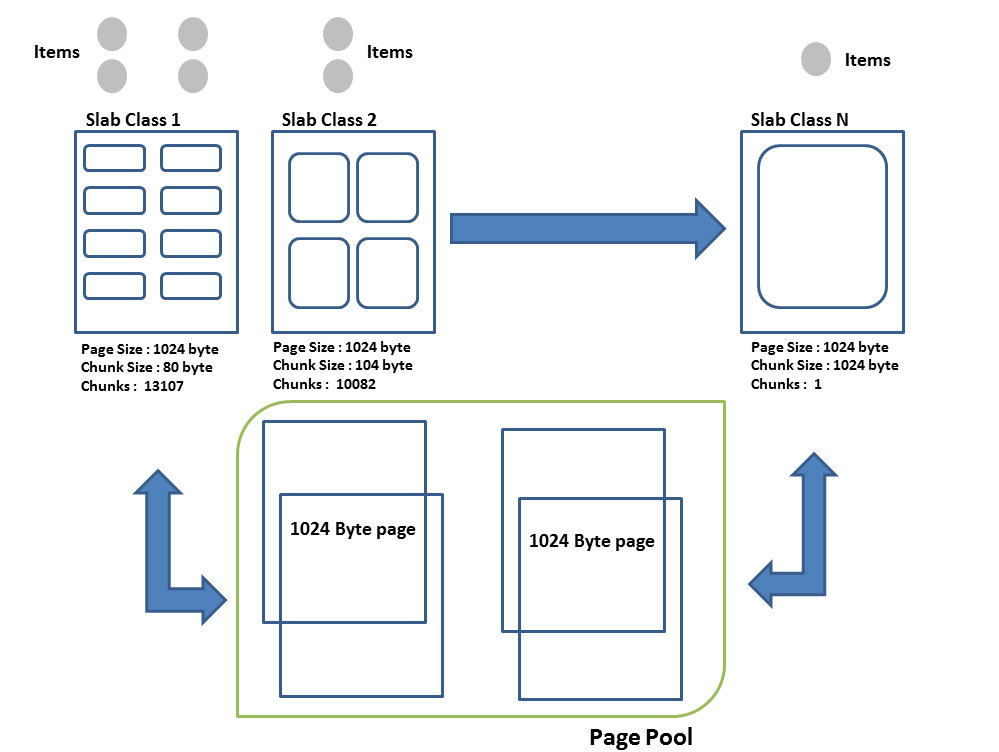 Items
Items
Items
Slab Class 1
Slab Class 2
Slab Class N
Page Size : 1024 byte
Chunk Size : 80 byte
Chunks :  13107
Page Size : 1024 byte
Chunk Size : 104 byte
Chunks :  10082
Page Size : 1024 byte
Chunk Size : 1024 byte
Chunks :  1
1024 Byte page
1024 Byte page
Page Pool